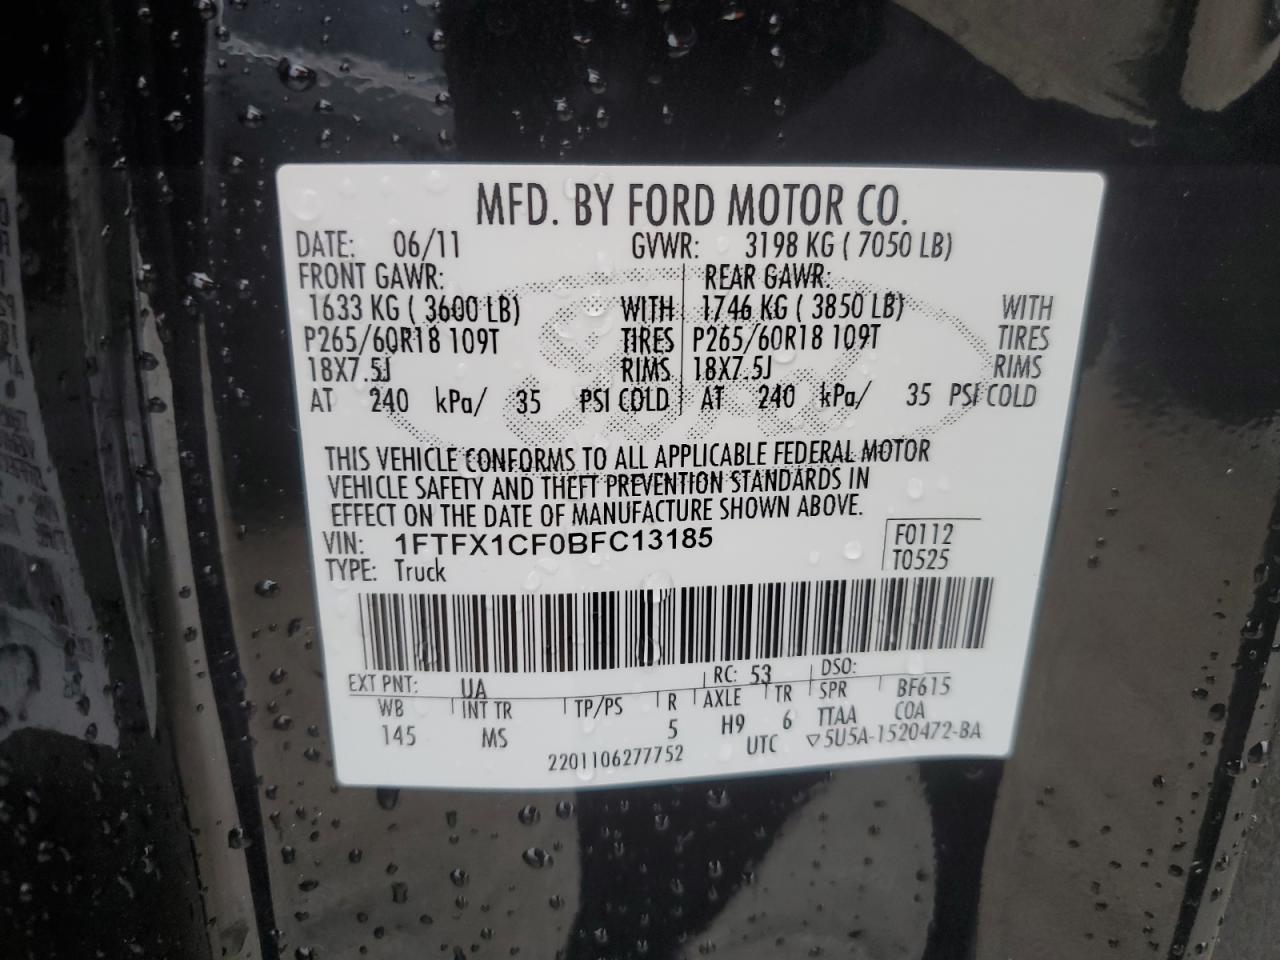 MFD. BY FORD MOTOR CO.
DATE: 06/11 GVWR: 3198 KG ( 7050 LB)
FRONT GAWR: REAR GAWR:
1633 KG ( 3600 LB) WITH 1746 KG ( 3850 LB) WITH
P265/60R18 109T TIRES P265/60R18 109T TIRES
18X7.5J RIMS 18X7.5J RIMS
AT 240 kPa/ 35 PSI COLD AT 240 kPa/ 35 PSI COLD
THIS VEHICLE CONFORMS TO ALL APPLICABLE FEDERAL MOTOR
VEHICLE SAFETY AND THEFT PREVENTION STANDARDS IN
EFFECT ON THE DATE OF MANUFACTURE SHOWN ABOVE.
VIN: 1FTFX1CF0BFC13185 F0112
TYPE: Truck T0525
EXT PNT: UA RC: 53 DSO:
WB INT TR TP/PS R AXLE TR SPR BF615
145 MS 5 H9 6 TTAA COA
2201106277752 UTC ▽5U5A-1520472-BA